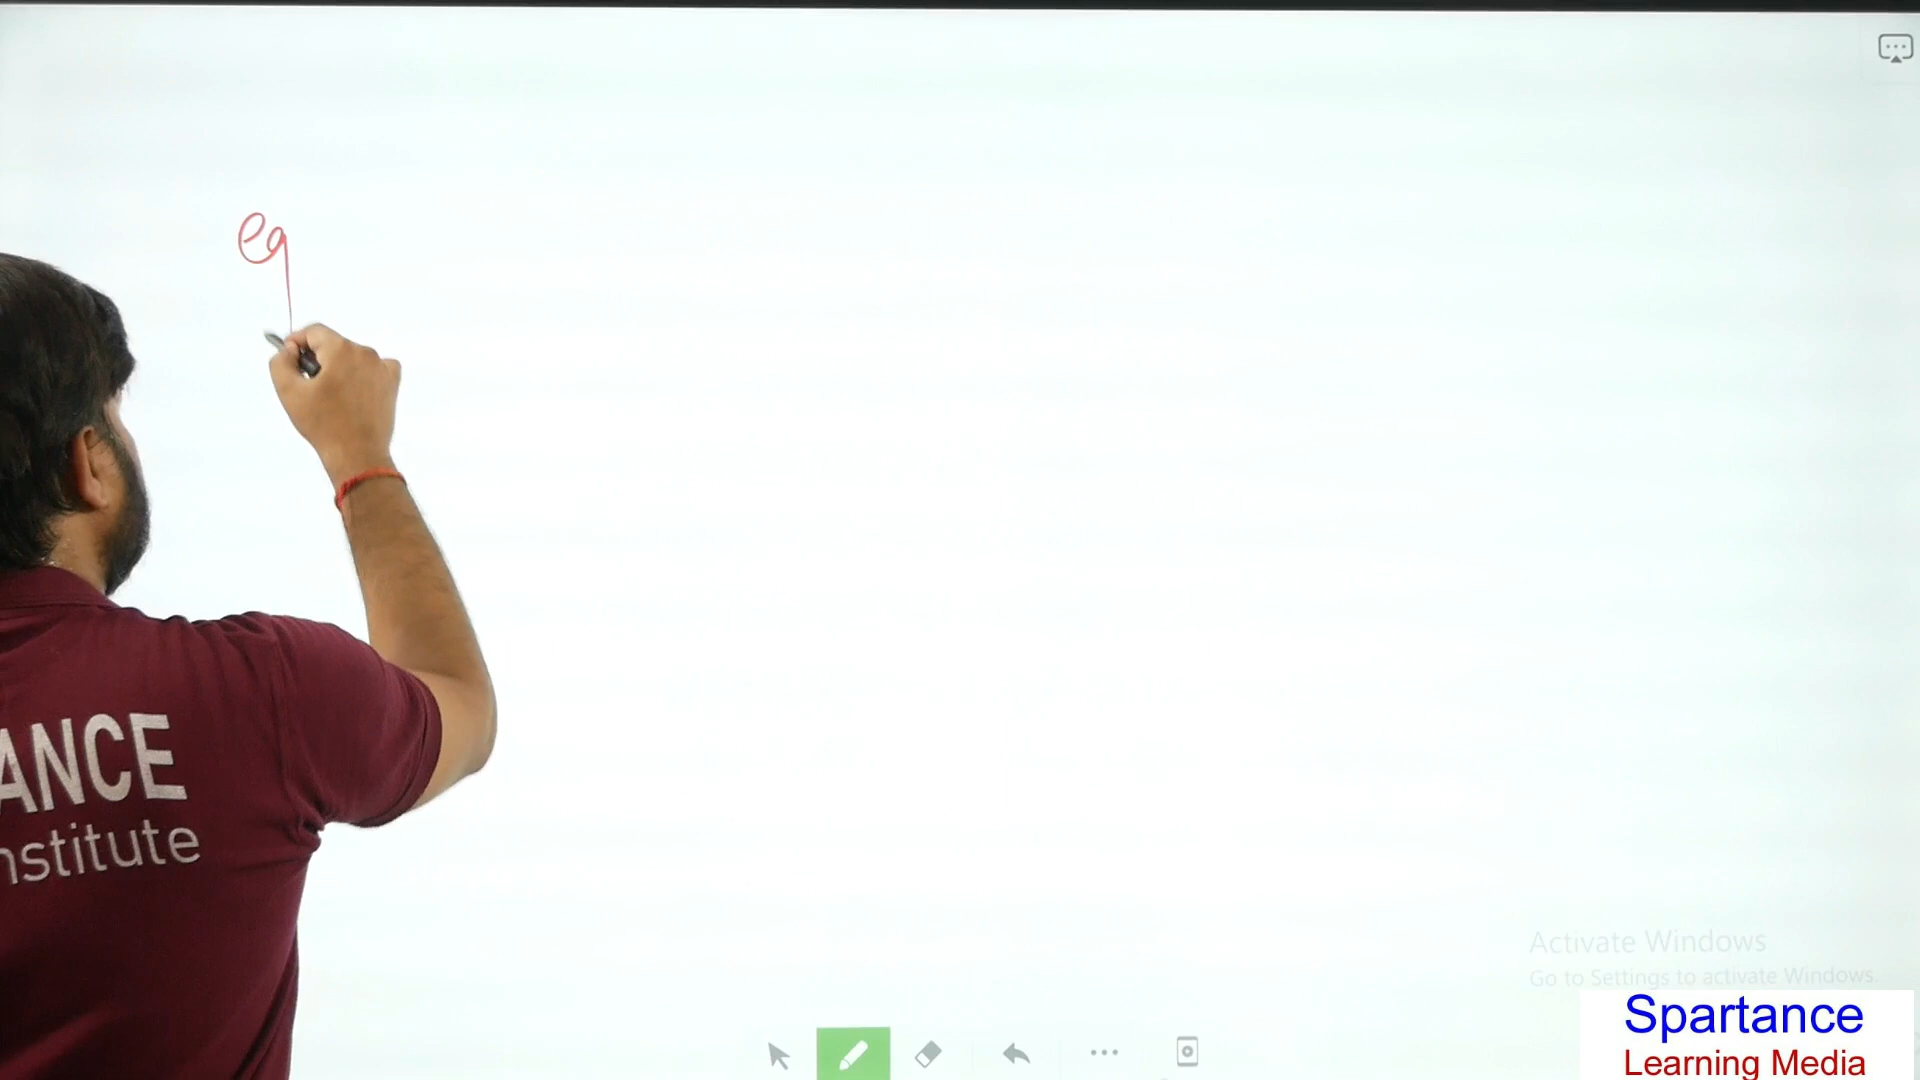 eg
ANCE
nstitute
Activate Windows
Go to Settings to activate Windows.
Spartance
Learning Media